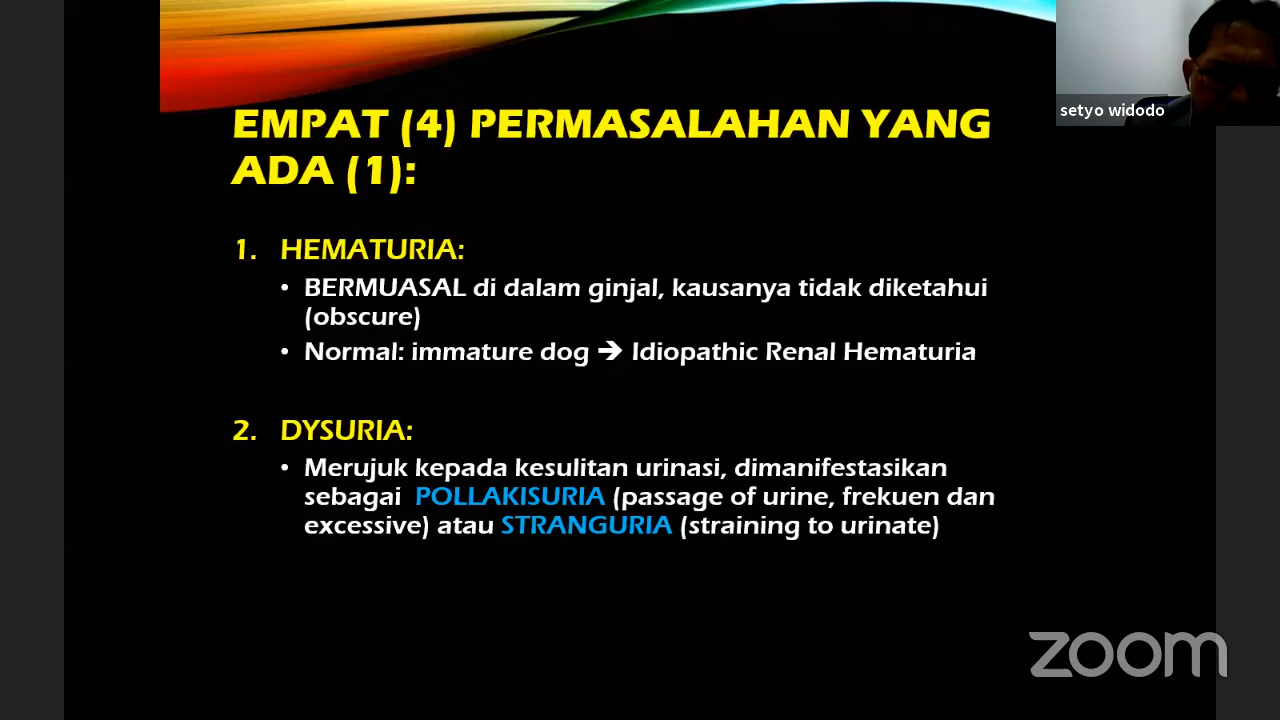 setyo widodo
EMPAT (4) PERMASALAHAN YANG
ADA (1):
1. HEMATURIA:
• BERMUASAL di dalam ginjal, kausanya tidak diketahui
(obscure)
• Normal: immature dog ➔ Idiopathic Renal Hematuria
2. DYSURIA:
• Merujuk kepada kesulitan urinasi, dimanifestasikan
sebagai POLLAKISURIA (passage of urine, frekuen dan
excessive) atau STRANGURIA (straining to urinate)
zoom